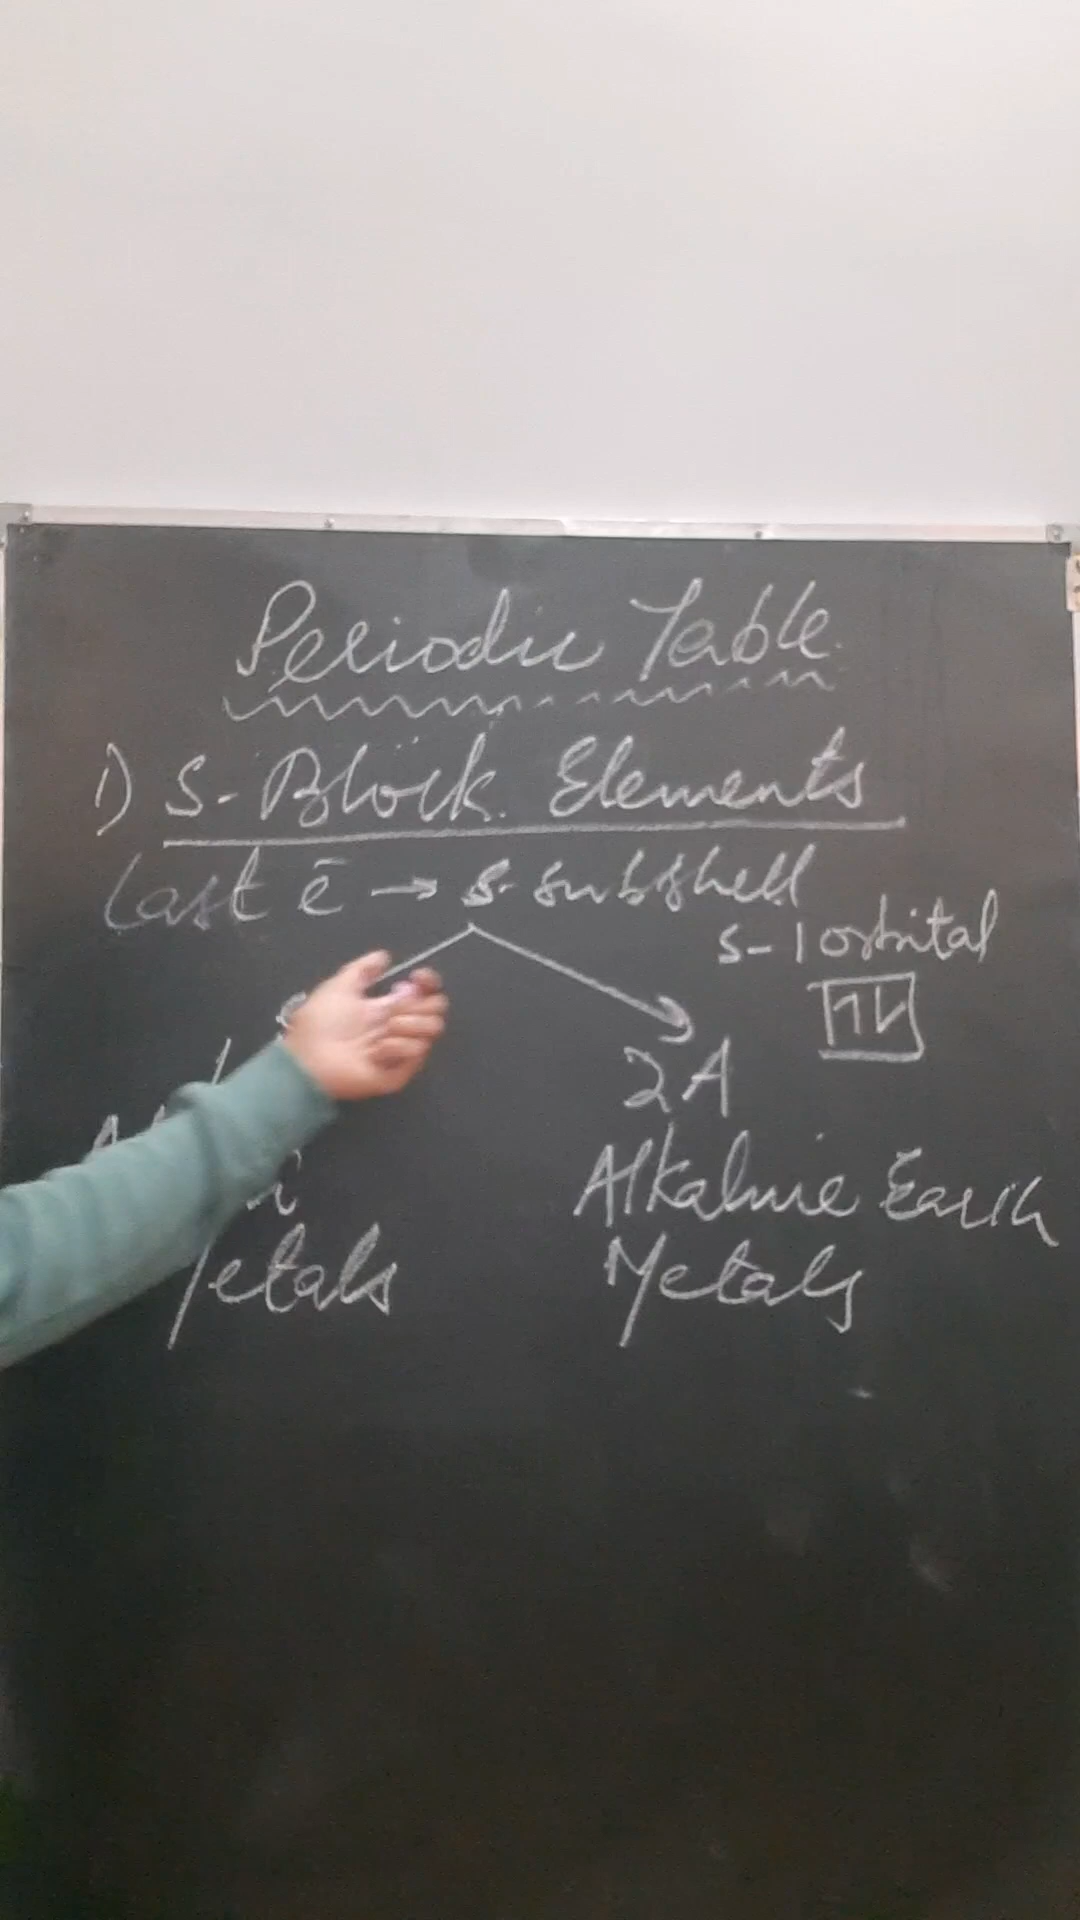 Periodic Table
1) S-Block Elements
Last ē → s-subshell
s-1 orbital
↑↓
2A
Alkaline Earth
Metals
Metals